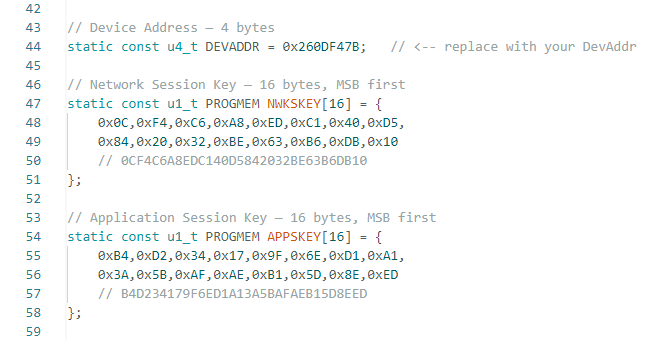 42
43 // Device Address – 4 bytes
44 static const u4_t DEVADDR = 0x260DF47B;   // <-- replace with your DevAddr
45
46 // Network Session Key – 16 bytes, MSB first
47 static const u1_t PROGMEM NWKSKEY[16] = {
48     0x0C,0xF4,0xC6,0xA8,0xED,0xC1,0x40,0xD5,
49     0x84,0x20,0x32,0xBE,0x63,0xB6,0xDB,0x10
50     // 0CF4C6A8EDC140D5842032BE63B6DB10
51 };
52
53 // Application Session Key – 16 bytes, MSB first
54 static const u1_t PROGMEM APPSKEY[16] = {
55     0xB4,0xD2,0x34,0x17,0x9F,0x6E,0xD1,0xA1,
56     0x3A,0x5B,0xAF,0xAE,0xB1,0x5D,0x8E,0xED
57     // B4D234179F6ED1A13A5BAFAEB15D8EED
58 };
59